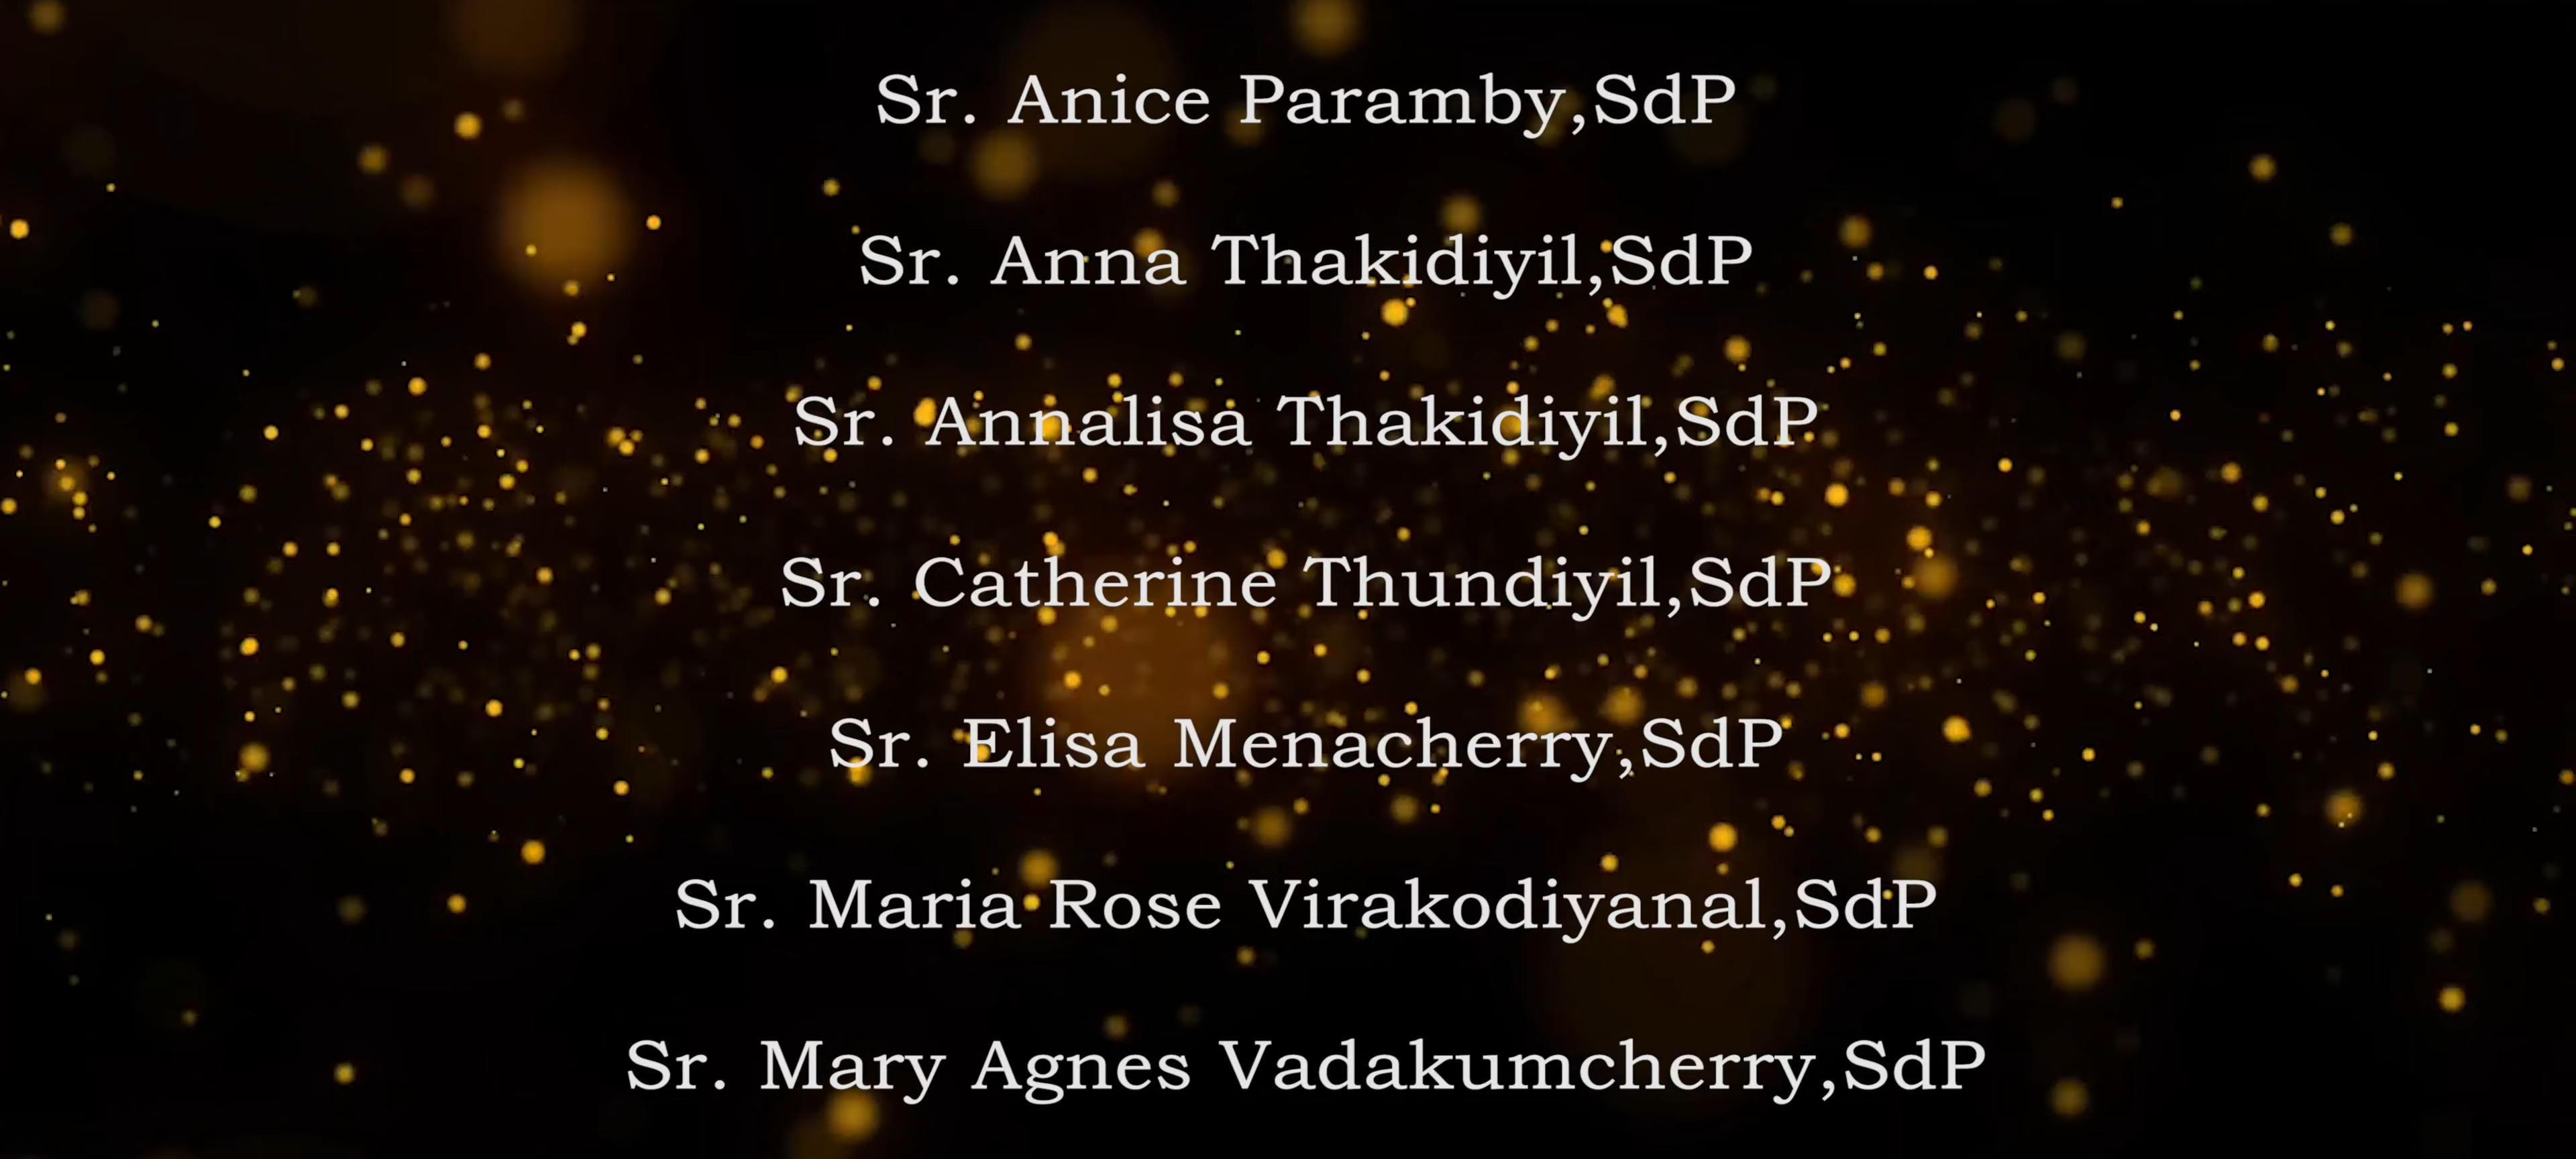 Sr. Anice Paramby,SdP
Sr. Anna Thakidiyil,SdP
Sr. Annalisa Thakidiyil,SdP
Sr. Catherine Thundiyil,SdP
Sr. Elisa Menacherry,SdP
Sr. Maria Rose Virakodiyanal,SdP
Sr. Mary Agnes Vadakumcherry,SdP